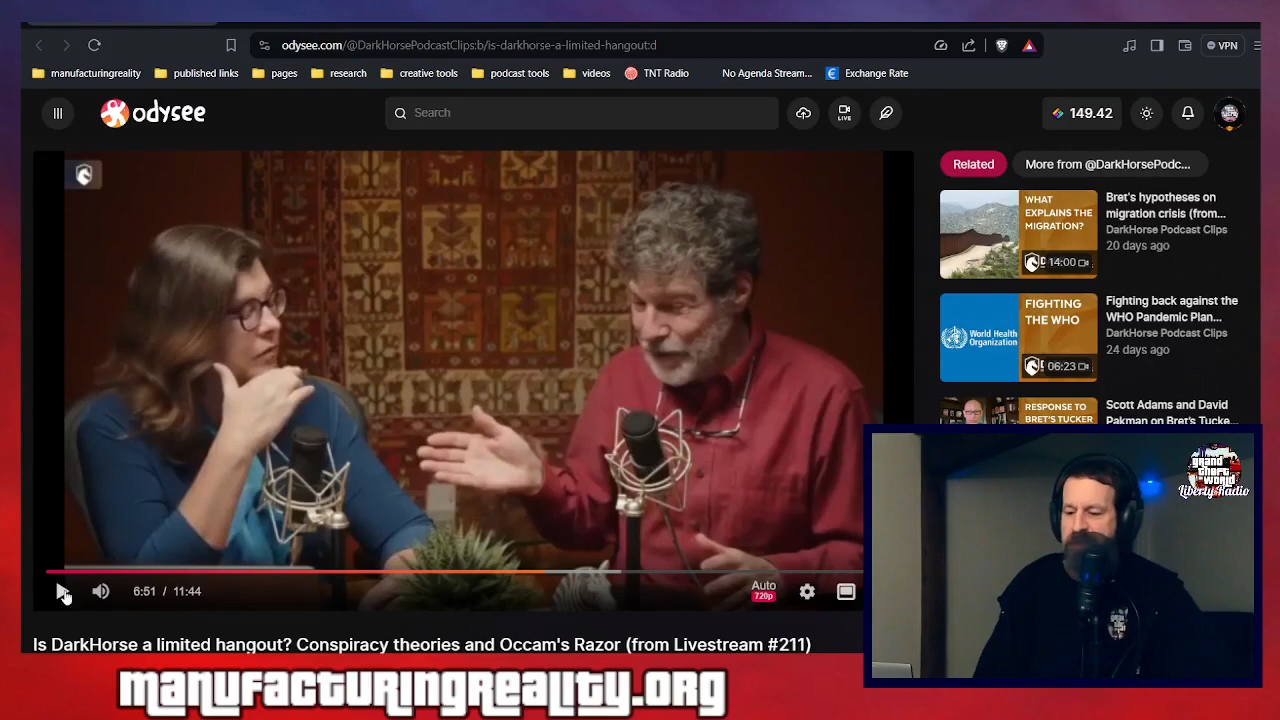 odysee.com/@DarkHorsePodcastClips:b/is-darkhorse-a-limited-hangout:d
VPN
manufacturingreality
published links
pages
research
creative tools
podcast tools
videos
TNT Radio
No Agenda Stream...
Exchange Rate
odysee
Search
LIVE
149.42
Related
More from @DarkHorsePodc...
WHAT
EXPLAINS THE
MIGRATION?
14:00
Bret's hypotheses on
migration crisis (from...
DarkHorse Podcast Clips
20 days ago
FIGHTING
THE WHO
World Health
Organization
06:23
Fighting back against the
WHO Pandemic Plan...
DarkHorse Podcast Clips
24 days ago
RESPONSE TO
BRET'S TUCKER
Scott Adams and David
Pakman on Bret's Tucke...
6:51 / 11:44
Auto
720p
Is DarkHorse a limited hangout? Conspiracy theories and Occam's Razor (from Livestream #211)
grand
theft
world
Liberty Radio
manufacturingreality.org